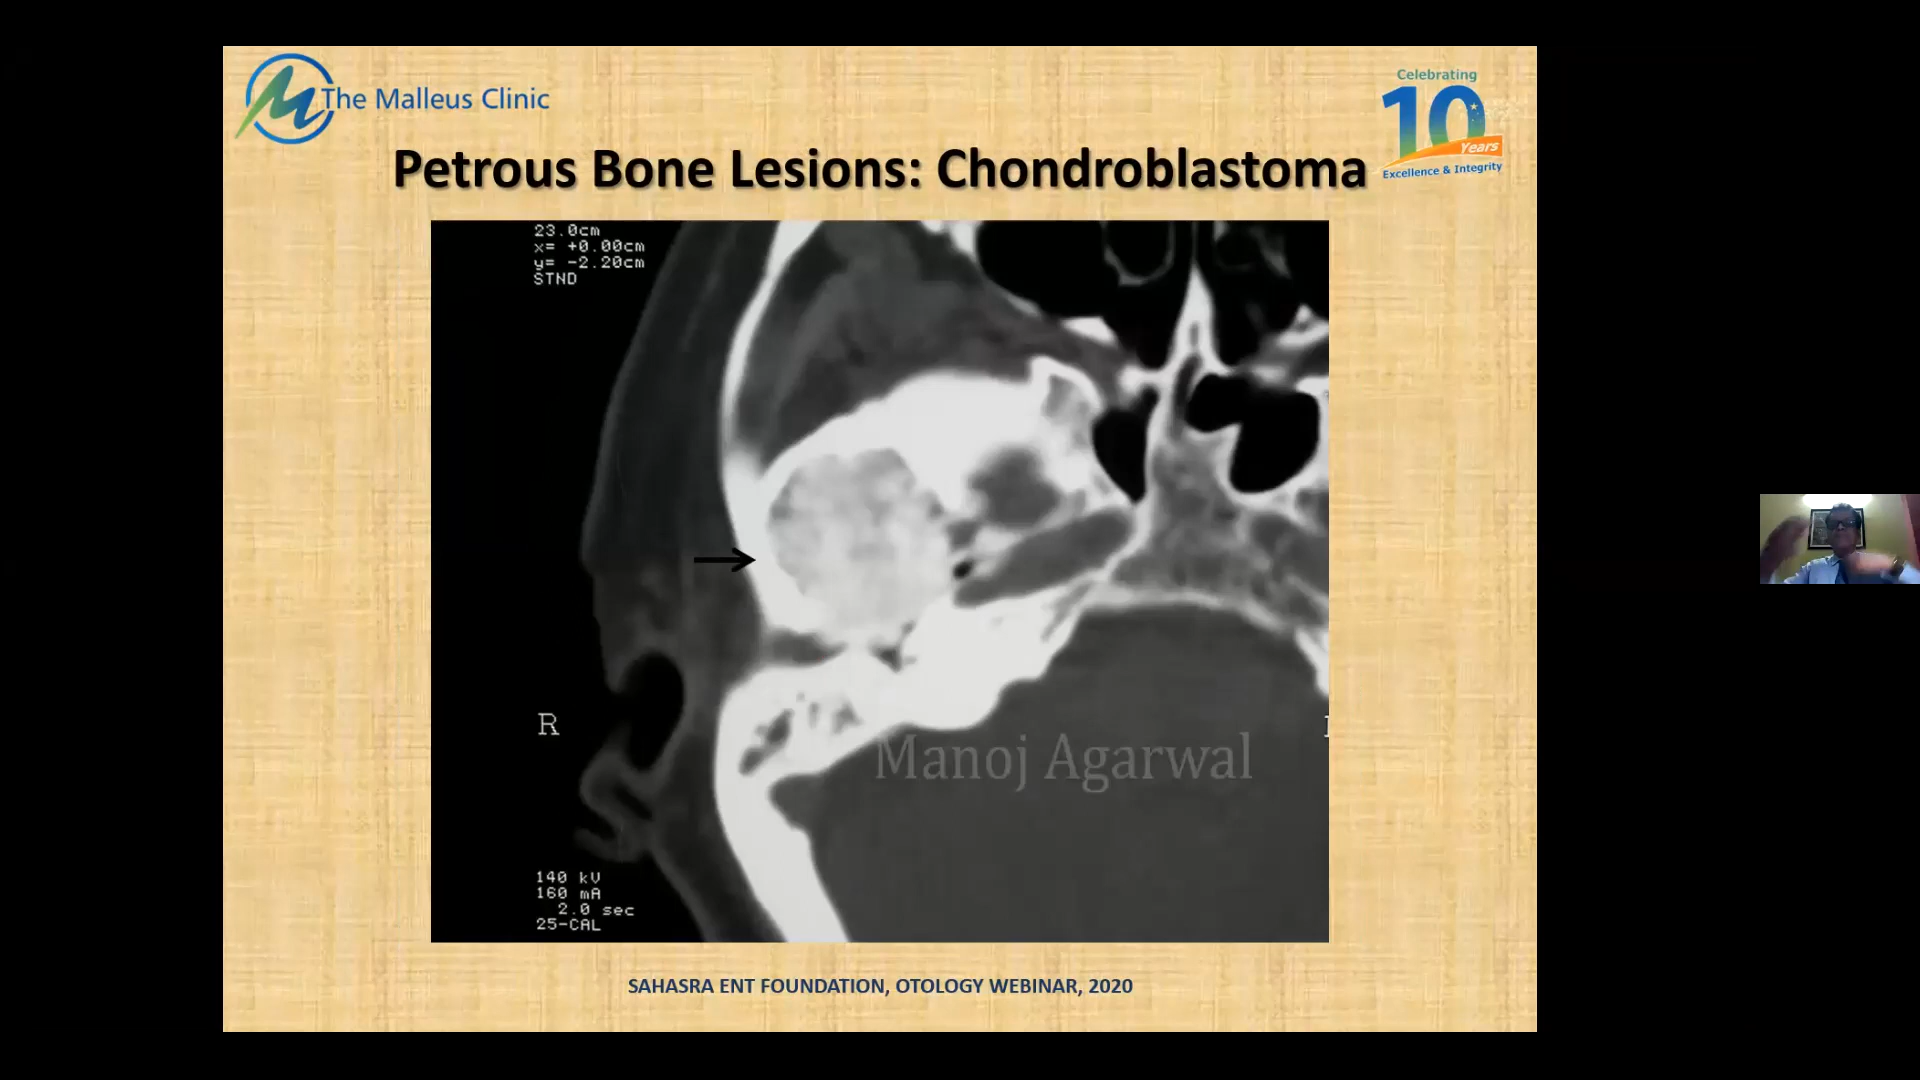 The Malleus Clinic
Celebrating
10
Years
Excellence & Integrity
Petrous Bone Lesions: Chondroblastoma
23.0cm
x= +0.00cm
y= -2.20cm
STND
R
Manoj Agarwal
140 kV
160 mA
2.0 sec
25-CAL
SAHASRA ENT FOUNDATION, OTOLOGY WEBINAR, 2020